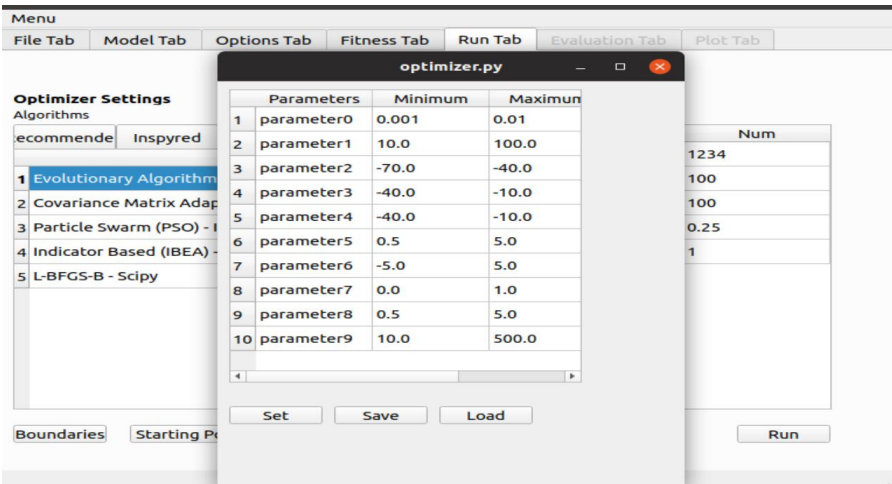 Menu
File Tab Model Tab Options Tab Fitness Tab Run Tab Evaluation Tab Plot Tab
optimizer.py
Optimizer Settings
Algorithms
ecommende Inspyred
1 Evolutionary Algorithm
2 Covariance Matrix Adap
3 Particle Swarm (PSO) - I
4 Indicator Based (IBEA) -
5 L-BFGS-B - Scipy
Parameters Minimum Maximum
1 parameter0 0.001 0.01
2 parameter1 10.0 100.0
3 parameter2 -70.0 -40.0
4 parameter3 -40.0 -10.0
5 parameter4 -40.0 -10.0
6 parameter5 0.5 5.0
7 parameter6 -5.0 5.0
8 parameter7 0.0 1.0
9 parameter8 0.5 5.0
10 parameter9 10.0 500.0
Set Save Load
Num
1234
100
100
0.25
1
Boundaries Starting Po
Run